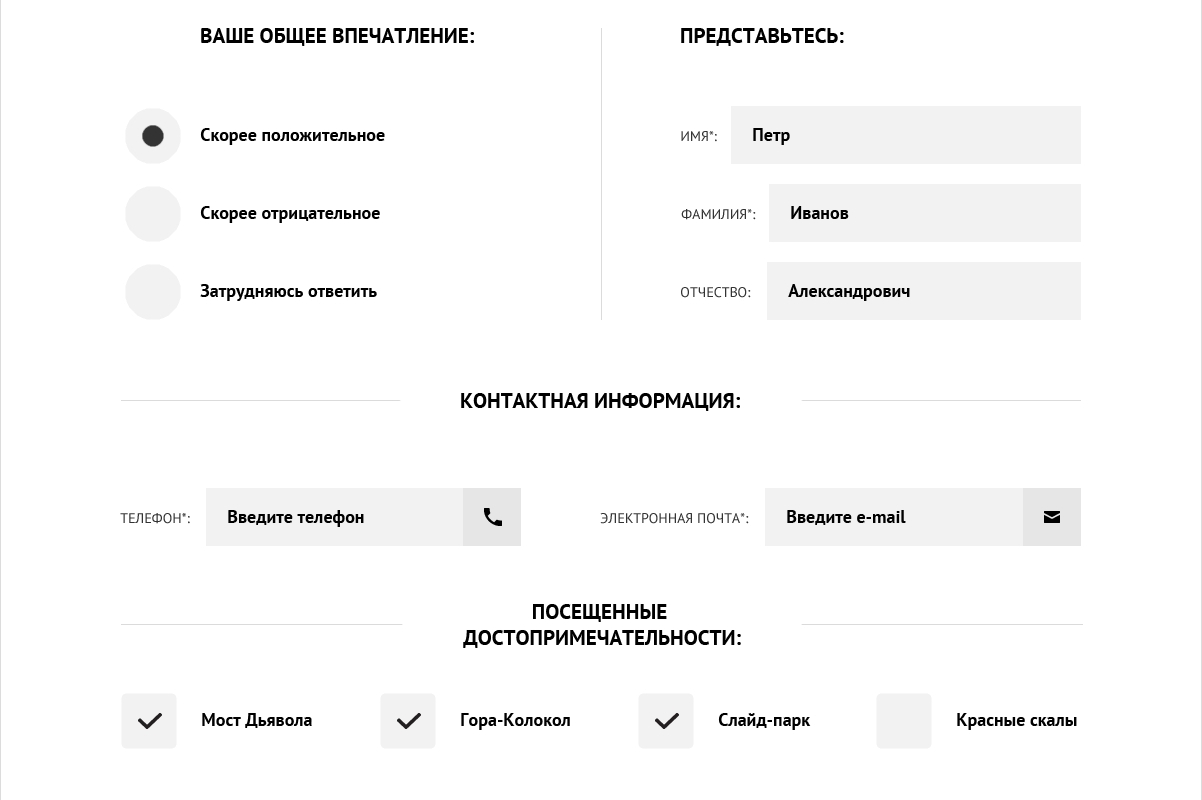 ВАШЕ ОБЩЕЕ ВПЕЧАТЛЕНИЕ:
Скорее положительное
Скорее отрицательное
Затрудняюсь ответить
ПРЕДСТАВЬТЕСЬ:
ИМЯ*:
Петр
ФАМИЛИЯ*:
Иванов
ОТЧЕСТВО:
Александрович
КОНТАКТНАЯ ИНФОРМАЦИЯ:
ТЕЛЕФОН*:
Введите телефон
ЭЛЕКТРОННАЯ ПОЧТА*:
Введите e-mail
ПОСЕЩЕННЫЕ
ДОСТОПРИМЕЧАТЕЛЬНОСТИ:
Мост Дьявола
Гора-Колокол
Слайд-парк
Красные скалы